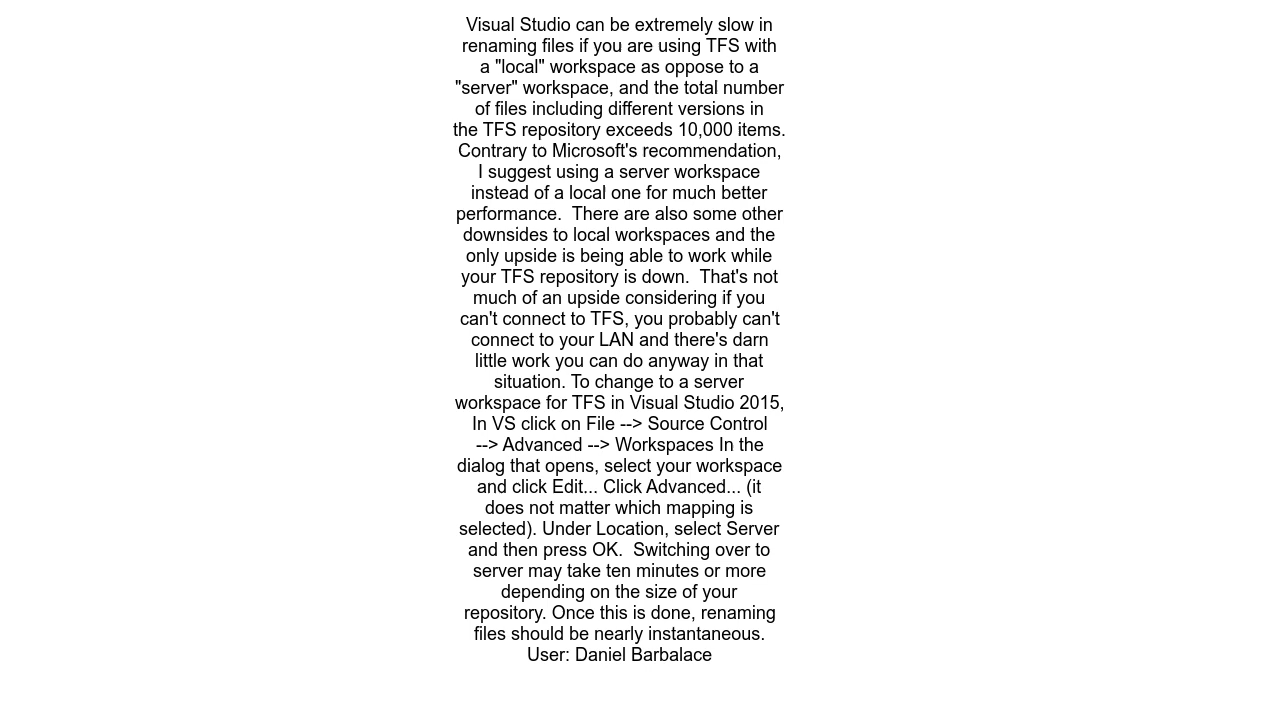 Visual Studio can be extremely slow in
renaming files if you are using TFS with
a "local" workspace as oppose to a
"server" workspace, and the total number
of files including different versions in
the TFS repository exceeds 10,000 items.
Contrary to Microsoft's recommendation,
I suggest using a server workspace
instead of a local one for much better
performance.  There are also some other
downsides to local workspaces and the
only upside is being able to work while
your TFS repository is down.  That's not
much of an upside considering if you
can't connect to TFS, you probably can't
connect to your LAN and there's darn
little work you can do anyway in that
situation. To change to a server
workspace for TFS in Visual Studio 2015,
In VS click on File --> Source Control
--> Advanced --> Workspaces In the
dialog that opens, select your workspace
and click Edit... Click Advanced... (it
does not matter which mapping is
selected). Under Location, select Server
and then press OK.  Switching over to
server may take ten minutes or more
depending on the size of your
repository. Once this is done, renaming
files should be nearly instantaneous.
User: Daniel Barbalace